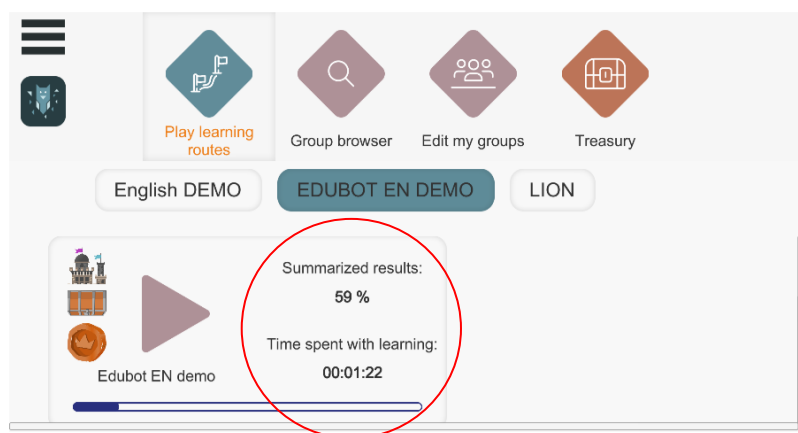 Play learning
routes
Group browser
Edit my groups
Treasury
English DEMO
EDUBOT EN DEMO
LION
Summarized results:
59 %
Time spent with learning:
00:01:22
Edubot EN demo